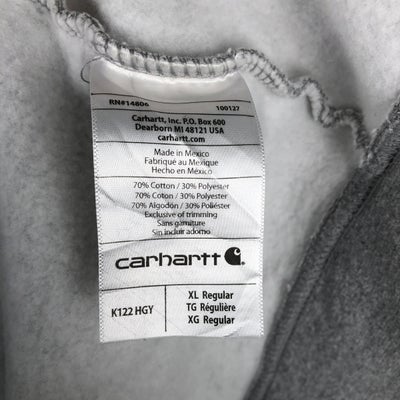 RN#14806 100127
Carhartt, Inc. P.O. Box 600
Dearborn MI 48121 USA
carhartt.com
Made in Mexico
Fabriqué au Mexique
Hecho en México
70% Cotton / 30% Polyester
70% Coton / 30% Polyester
70% Algodón / 30% Poliéster
Exclusive of trimming
Sans garniture
Sin incluir adorno
carhartt
K122 HGY
XL Regular
TG Régulière
XG Regular